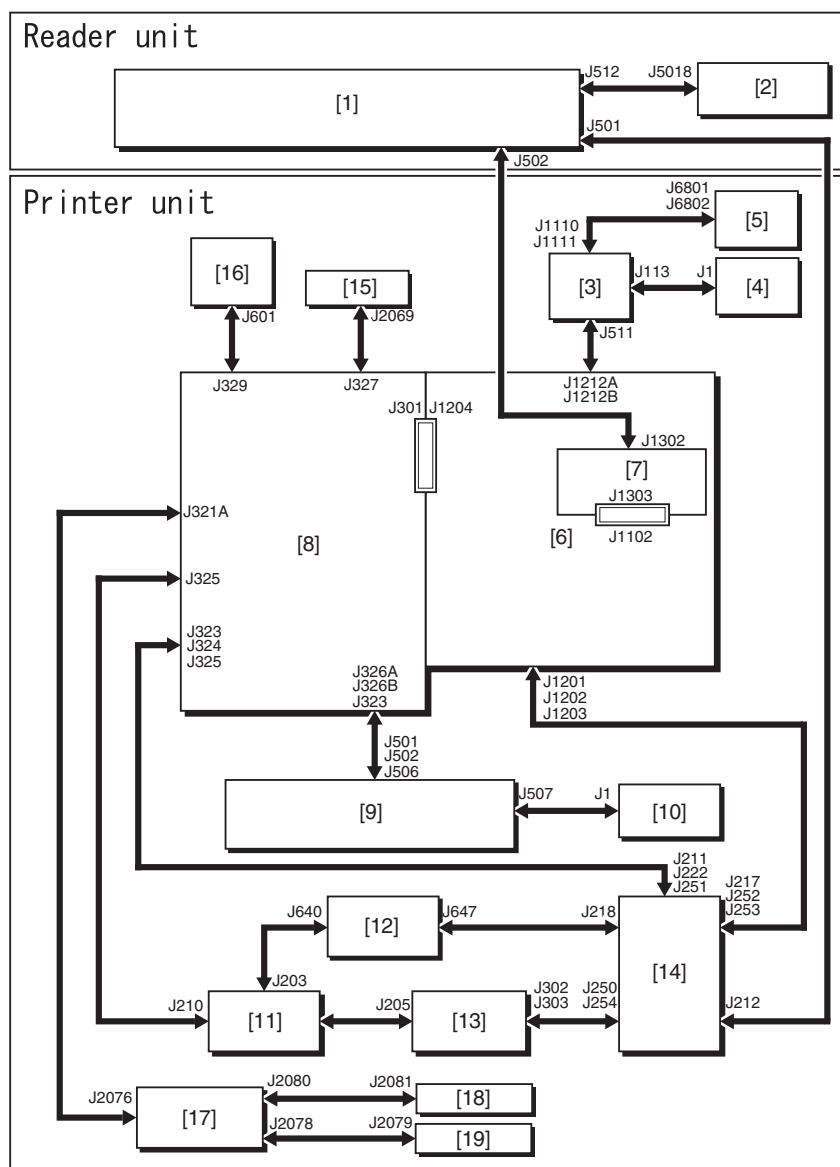 Reader unit
[1]
J512
J5018
[2]
J501
J502
Printer unit
J6801
J6802
[5]
J1110
J1111
[16]
[15]
[3]
J113
J1
[4]
J601
J2069
J511
J329
J327
J1212A
J1212B
J301
J1204
J1302
[7]
J1303
J321A
[8]
[6]
J1102
J325
J323
J324
J325
J326A
J326B
J323
J1201
J1202
J1203
J501
J502
J506
[9]
J507
J1
[10]
J211
J222
J251
J217
J252
J253
J640
[12]
J647
J218
[14]
J203
J210
[11]
J205
[13]
J302
J303
J250
J254
J212
J2076
[17]
J2080
J2081
[18]
J2078
J2079
[19]